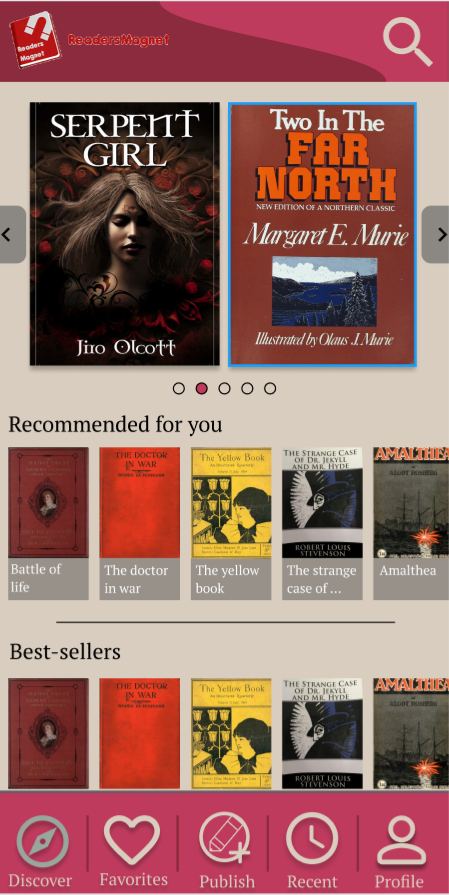 Readers
Magnet
ReadersMagnet
SERPENT
GIRL
Jiro Olcott
Two In The
FAR
NORTH
NEW EDITION OF A NORTHERN CLASSIC
Margaret E. Murie
Illustrated by Olaus J. Murie
Recommended for you
THE DOCTOR
IN WAR
The Yellow Book
An Illustrated Quarterly
THE STRANGE CASE
OF DR. JEKYLL
AND MR. HYDE
ROBERT LOUIS
STEVENSON
AMALTHEA
Battle of
life
The doctor
in war
The yellow
book
The strange
case of ...
Amalthea
Best-sellers
THE DOCTOR
IN WAR
The Yellow Book
An Illustrated Quarterly
THE STRANGE CASE
OF DR. JEKYLL
AND MR. HYDE
ROBERT LOUIS
AMALTHEA
Discover
Favorites
Publish
Recent
Profile